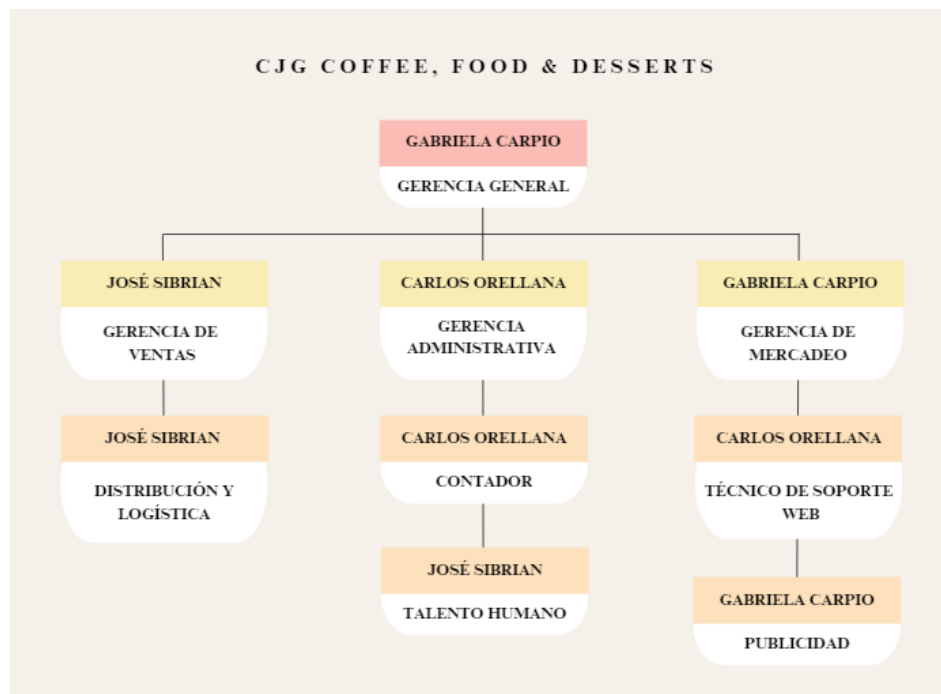 CJG COFFEE, FOOD & DESSERTS
GABRIELA CARPIO
GERENCIA GENERAL
JOSÉ SIBRIAN
GERENCIA DE
VENTAS
CARLOS ORELLANA
GERENCIA
ADMINISTRATIVA
GABRIELA CARPIO
GERENCIA DE
MERCADEO
JOSÉ SIBRIAN
DISTRIBUCIÓN Y
LOGÍSTICA
CARLOS ORELLANA
CONTADOR
CARLOS ORELLANA
TÉCNICO DE SOPORTE
WEB
JOSÉ SIBRIAN
TALENTO HUMANO
GABRIELA CARPIO
PUBLICIDAD